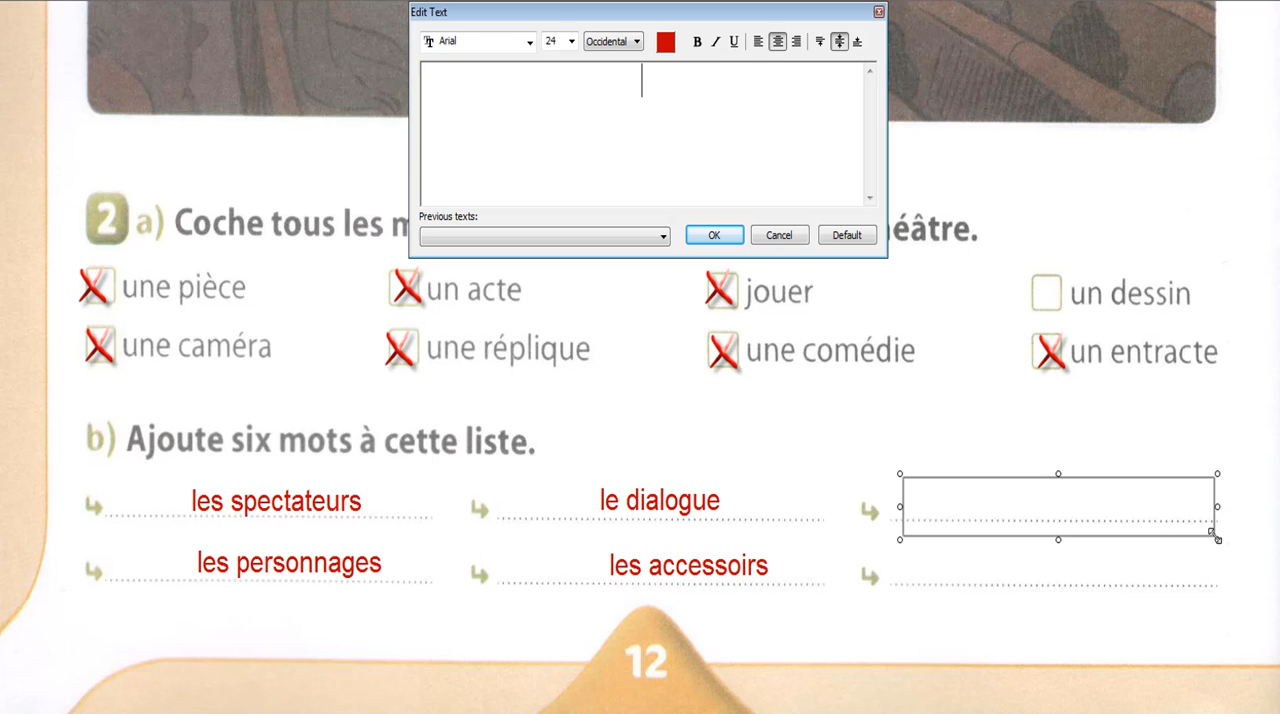 Edit Text
Arial 24 Occidental B I U
Previous texts:
OK Cancel Default
2 a) Coche tous les m éâtre.
une pièce un acte jouer un dessin
une caméra une réplique une comédie un entracte
b) Ajoute six mots à cette liste.
les spectateurs le dialogue
les personnages les accessoirs
12